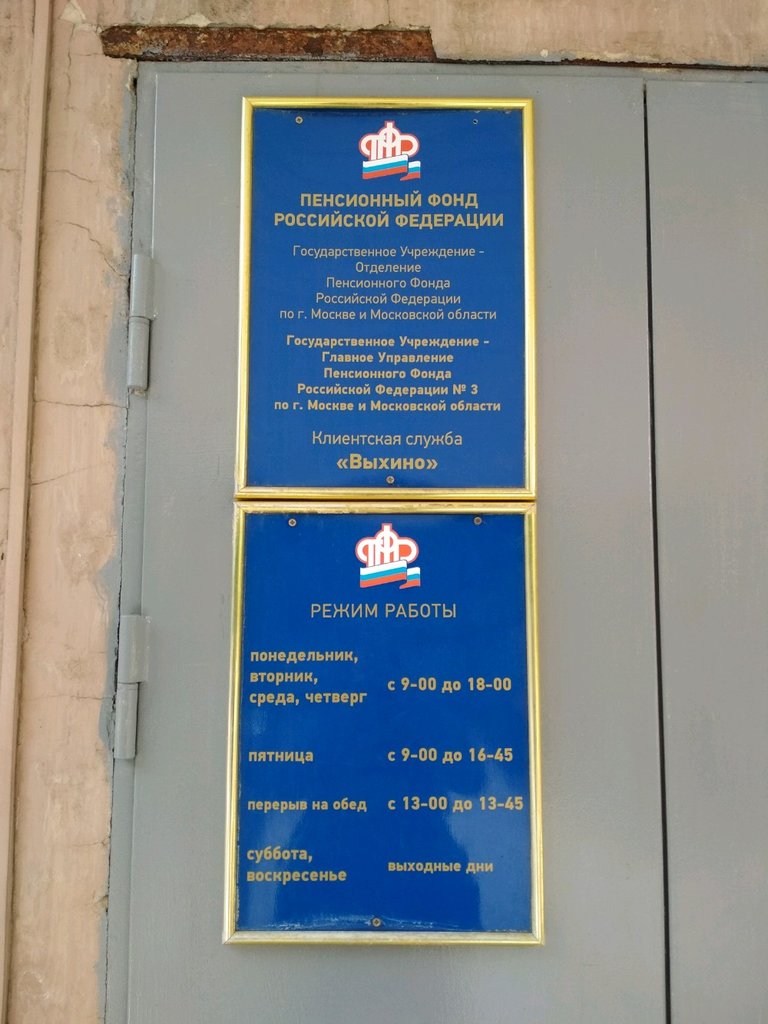 ПФР
ПЕНСИОННЫЙ ФОНД
РОССИЙСКОЙ ФЕДЕРАЦИИ
Государственное Учреждение -
Отделение
Пенсионного Фонда
Российской Федерации
по г. Москве и Московской области
Государственное Учреждение -
Главное Управление
Пенсионного Фонда
Российской Федерации № 3
по г. Москве и Московской области
Клиентская служба
«Выхино»
ПФР
РЕЖИМ РАБОТЫ
понедельник,
вторник,
среда, четверг с 9-00 до 18-00
пятница с 9-00 до 16-45
перерыв на обед с 13-00 до 13-45
суббота,
воскресенье выходные дни